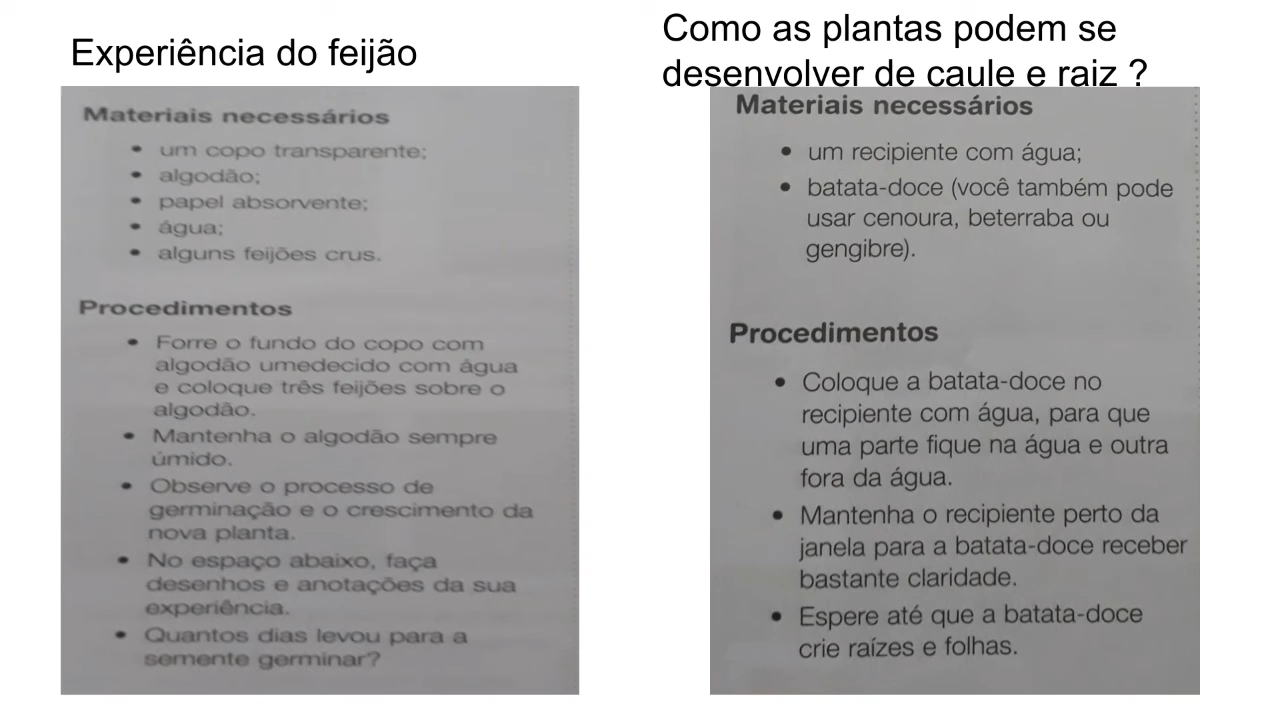 Experiência do feijão
Materiais necessários
• um copo transparente;
• algodão;
• papel absorvente;
• água;
• alguns feijões crus.
Procedimentos
• Forre o fundo do copo com
algodão umedecido com água
e coloque três feijões sobre o
algodão.
• Mantenha o algodão sempre
úmido.
• Observe o processo de
germinação e o crescimento da
nova planta.
• No espaço abaixo, faça
desenhos e anotações da sua
experiência.
• Quantos dias levou para a
semente germinar?
Como as plantas podem se
desenvolver de caule e raiz ?
Materiais necessários
• um recipiente com água;
• batata-doce (você também pode
usar cenoura, beterraba ou
gengibre).
Procedimentos
• Coloque a batata-doce no
recipiente com água, para que
uma parte fique na água e outra
fora da água.
• Mantenha o recipiente perto da
janela para a batata-doce receber
bastante claridade.
• Espere até que a batata-doce
crie raízes e folhas.